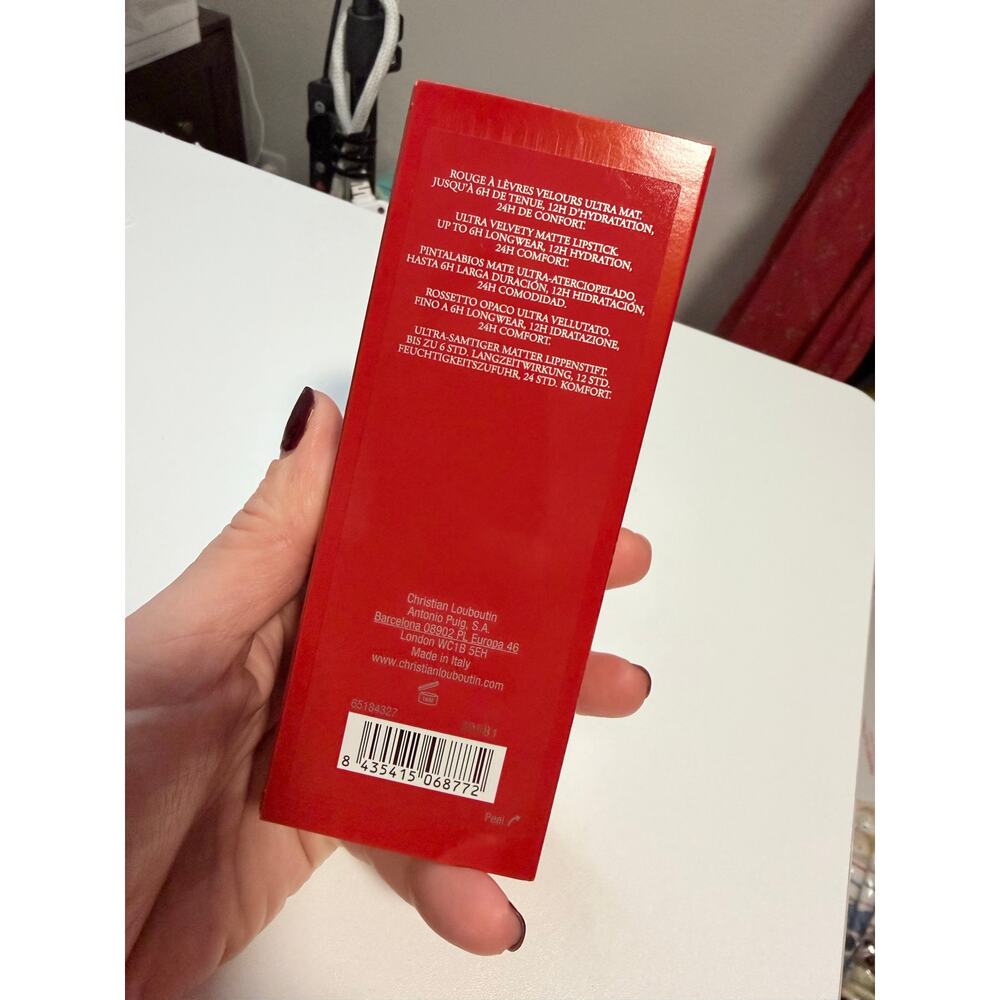 ROUGE À LÈVRES VELOURS ULTRA MAT.
JUSQU'À 6H DE TENUE, 12H D'HYDRATATION,
24H DE CONFORT.
ULTRA VELVETY MATTE LIPSTICK.
UP TO 6H LONGWEAR, 12H HYDRATION,
24H COMFORT.
PINTALABIOS MATE ULTRA-ATERCIOPELADO.
HASTA 6H LARGA DURACIÓN, 12H HIDRATACIÓN,
24H COMODIDAD.
ROSSETTO OPACO ULTRA VELLUTATO.
FINO A 6H LONGWEAR, 12H IDRATAZIONE,
24H COMFORT.
ULTRA-SAMTIGER MATTER LIPPENSTIFT.
BIS ZU 6 STD. LANGZEITWIRKUNG, 12 STD.
FEUCHTIGKEITSZUFUHR, 24 STD. KOMFORT.
Christian Louboutin
Antonio Puig, S.A.
Barcelona 08902 PL Europa 46
London WC1B 5EH
Made in Italy
www.christianlouboutin.com
65184327
8 435415 068772
Peel